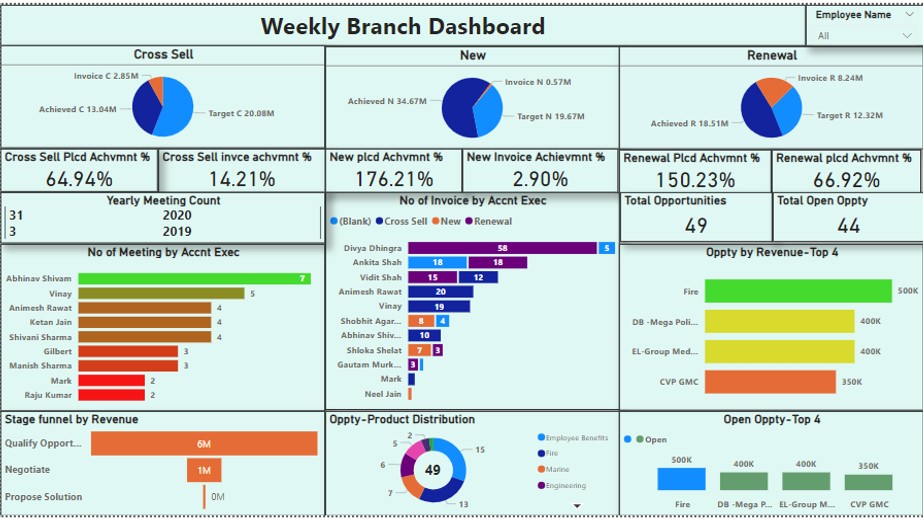 Weekly Branch Dashboard
Employee Name
All
Cross Sell
Invoice C 2.85M
Achieved C 13.04M
Target C 20.08M
New
Invoice N 0.57M
Achieved N 34.67M
Target N 19.67M
Renewal
Invoice R 8.24M
Target R 12.32M
Achieved R 18.51M
Cross Sell Plcd Achvmnt %
64.94%
Cross Sell invce achvmnt %
14.21%
New plcd Achvmnt %
176.21%
New Invoice Achievmnt %
2.90%
Renewal Plcd Achvmnt %
150.23%
Renewal plcd Achvmnt %
66.92%
Yearly Meeting Count
31 2020
3 2019
No of Meeting by Accnt Exec
Abhinav Shivam 7
Vinay 5
Animesh Rawat 4
Ketan Jain 4
Shivani Sharma 4
Gilbert 3
Manish Sharma 3
Mark 2
Raju Kumar 2
No of Invoice by Accnt Exec
(Blank) Cross Sell New Renewal
Divya Dhingra 58 5
Ankita Shah 18 18
Vidit Shah 15 12
Animesh Rawat 20
Vinay 19
Shobhit Agar... 8 4
Abhinav Shiv... 10
Shloka Shelat 7 3
Gautam Murk... 3
Mark
Neel Jain
Total Opportunities
49
Total Open Oppty
44
Oppty by Revenue-Top 4
Fire 500K
DB -Mega Poli... 400K
EL-Group Med... 400K
CVP GMC 350K
Stage funnel by Revenue
Qualify Opport... 6M
Negotiate 1M
Propose Solution 0M
Oppty-Product Distribution
2
5
6
7
15
13
49
Employee Benefits
Fire
Marine
Engineering
Open Oppty-Top 4
Open
500K 400K 400K 350K
Fire DB -Mega P... EL-Group M... CVP GMC